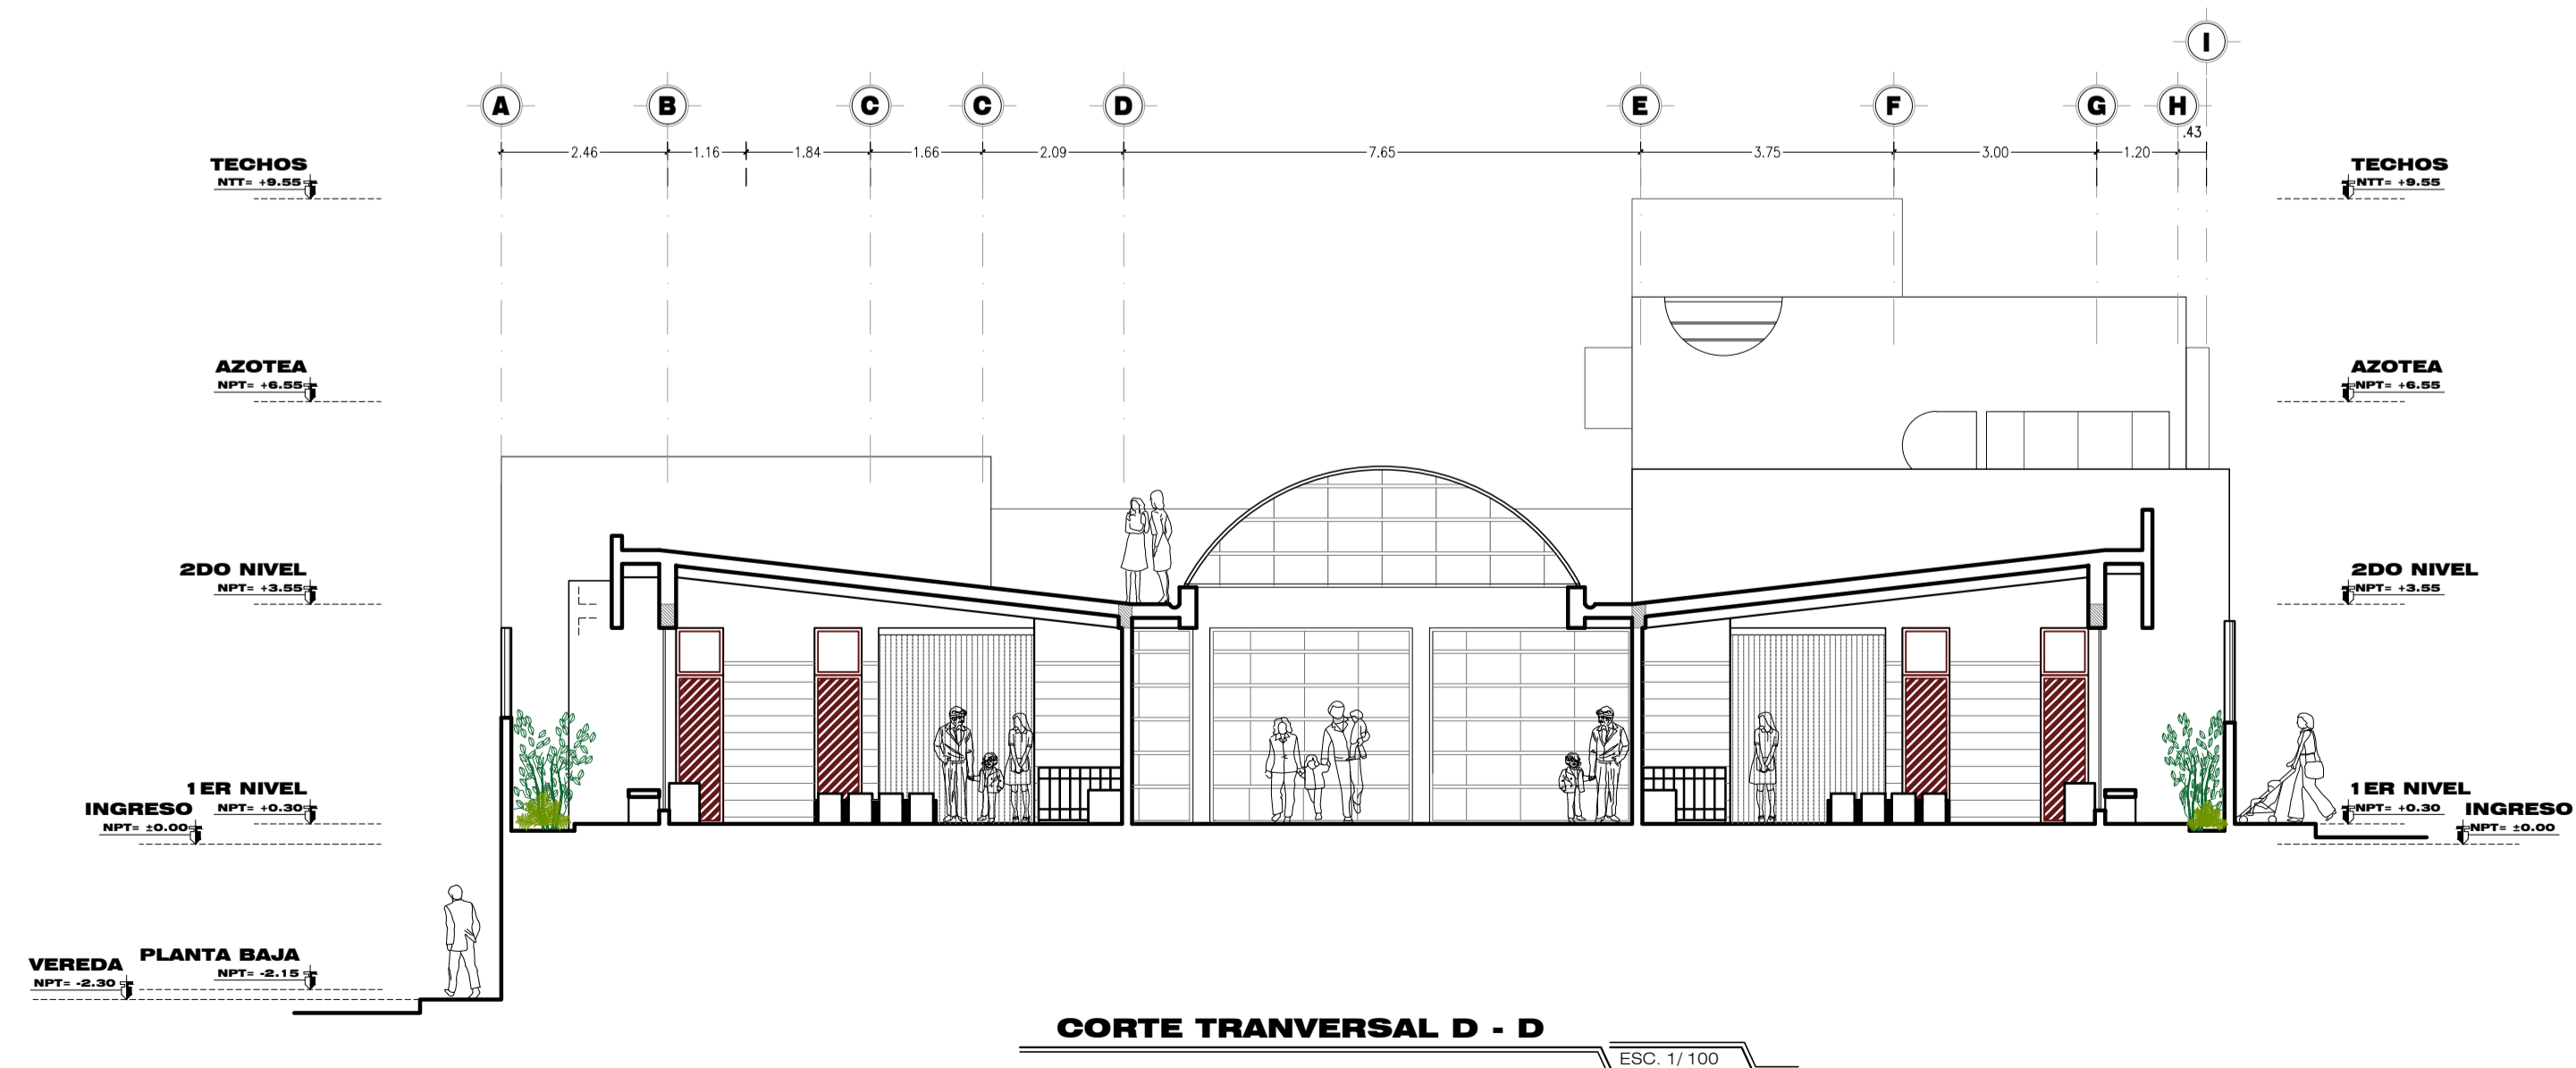 I
A B C C D E F G H
.43
2.46 1.16 1.84 1.66 2.09 7.65 3.75 3.00 1.20
TECHOS
NTT= +9.55
TECHOS
NTT= +9.55
AZOTEA
NPT= +6.55
AZOTEA
NPT= +6.55
2DO NIVEL
NPT= +3.55
2DO NIVEL
NPT= +3.55
1ER NIVEL
NPT= +0.30
INGRESO
NPT= ±0.00
1ER NIVEL
NPT= +0.30
INGRESO
NPT= ±0.00
PLANTA BAJA
NPT= -2.15
VEREDA
NPT= -2.30
CORTE TRANVERSAL D - D
ESC. 1/ 100